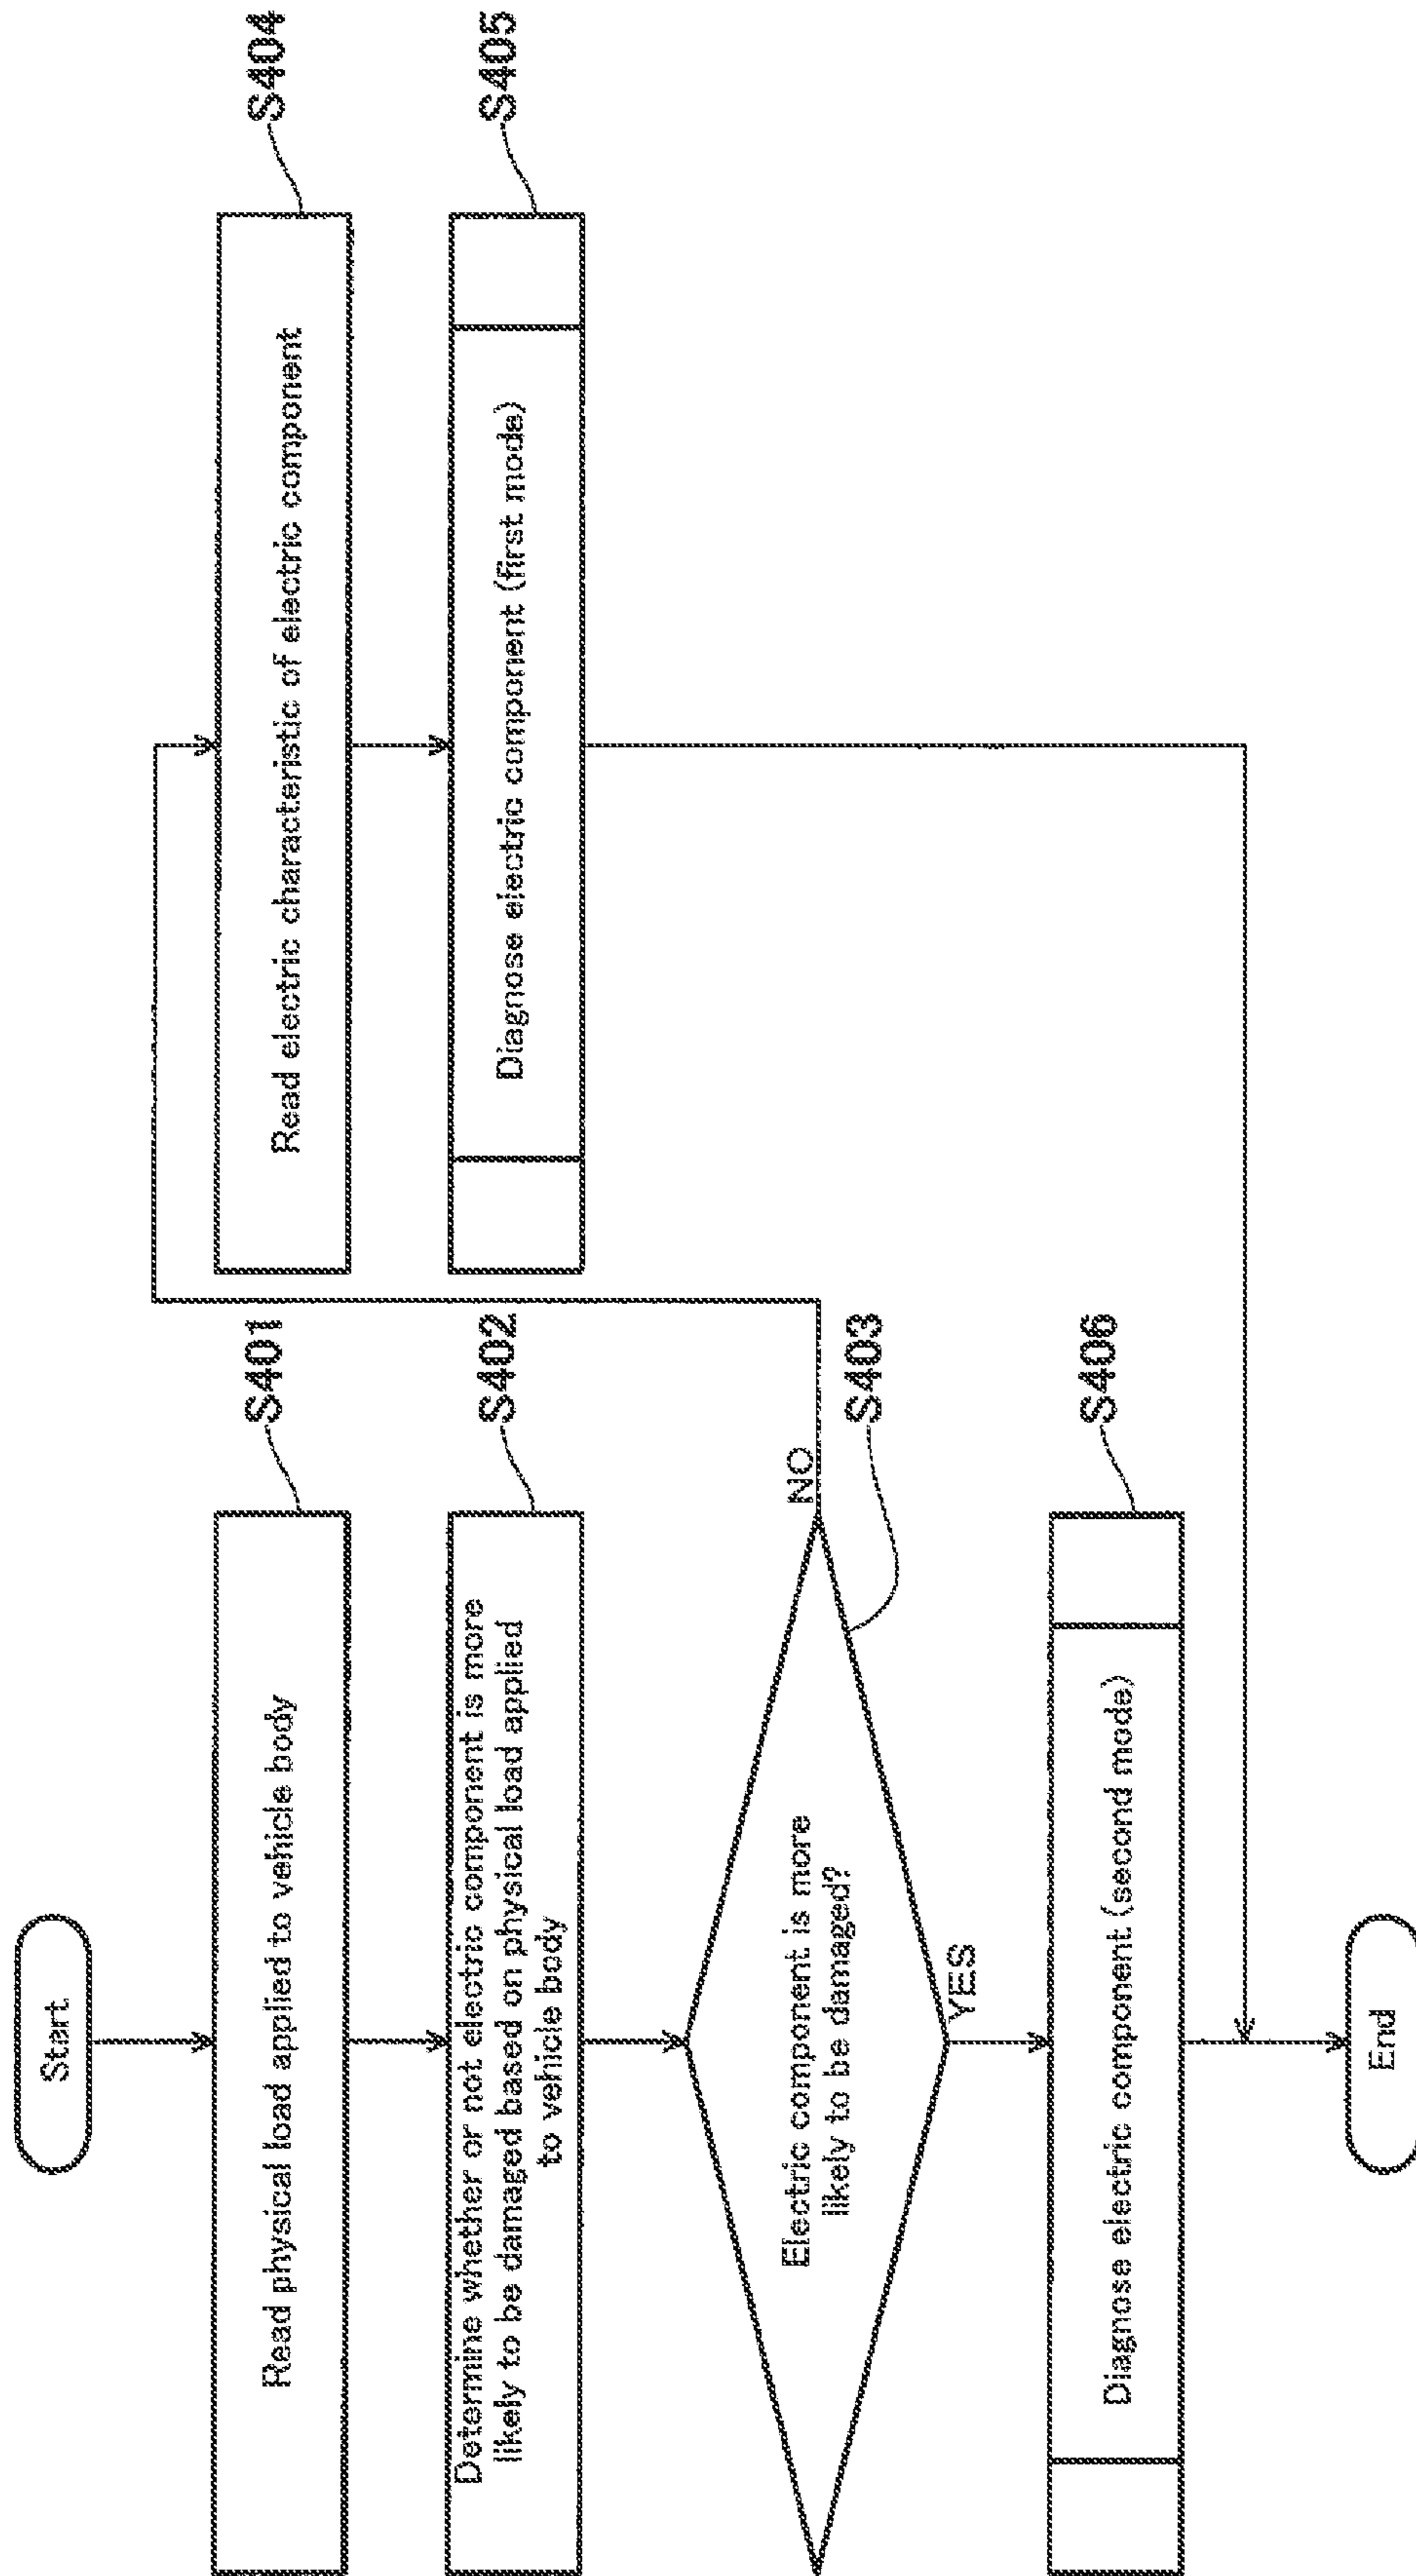 Start
Read physical load applied to vehicle body
S401
Determine whether or not electric component is more
likely to be damaged based on physical load applied
to vehicle body
S402
Electric component is more
likely to be damaged?
S403
NO
YES
Read electric characteristic of electric component
S404
Diagnose electric component (first mode)
S405
Diagnose electric component (second mode)
S406
End